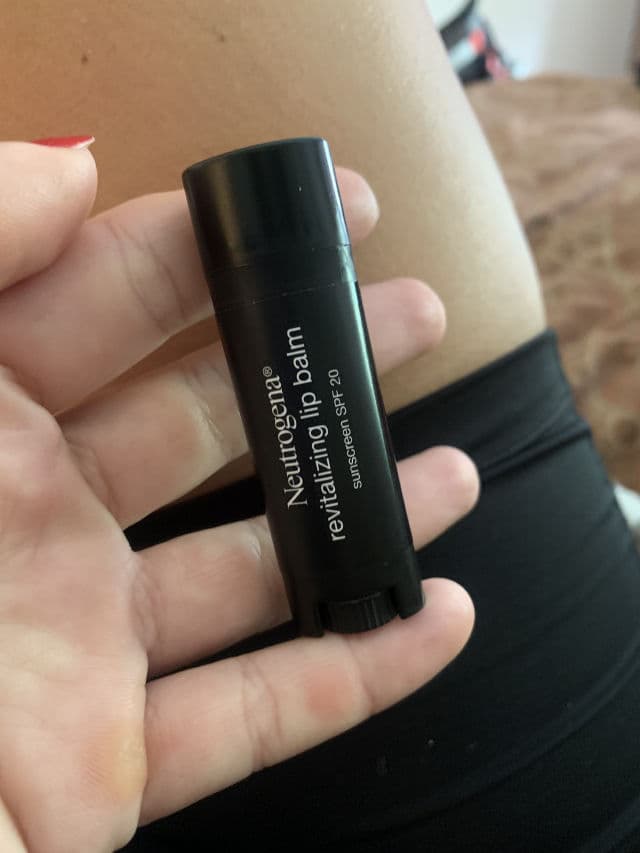 Neutrogena®
revitalizing lip balm
sunscreen SPF 20